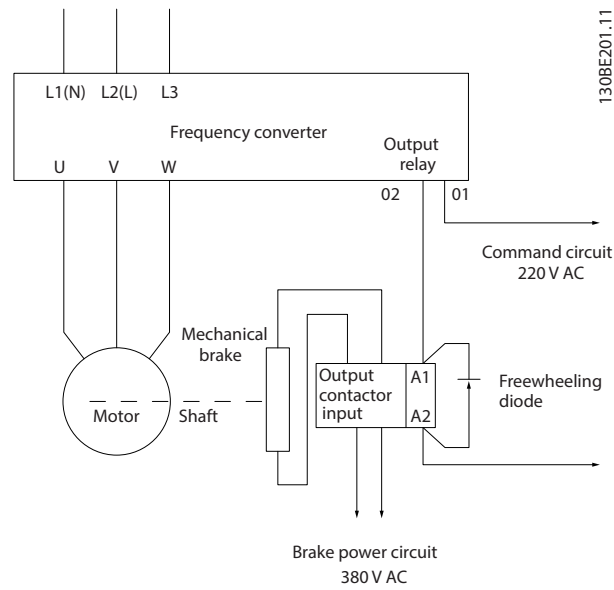 130BE201.11
L1(N) L2(L) L3
Frequency converter
Output
relay
U V W
02 01
Command circuit
220 V AC
Mechanical
brake
Output
contactor
input
A1
A2
Freewheeling
diode
Motor
Shaft
Brake power circuit
380 V AC